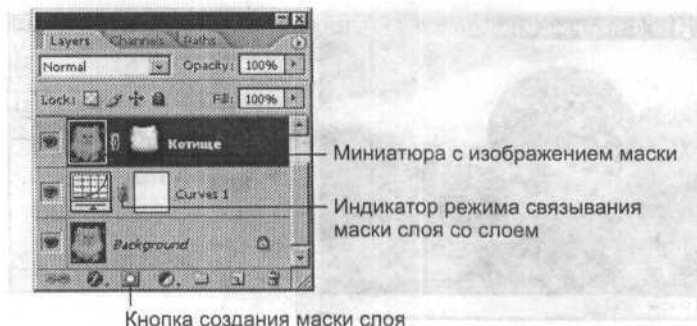 Layers Channels Paths
Normal Opacity: 100%
Lock: Fill: 100%
Котище
Миниатюра с изображением маски
Curves 1
Индикатор режима связывания
маски слоя со слоем
Background
Кнопка создания маски слоя